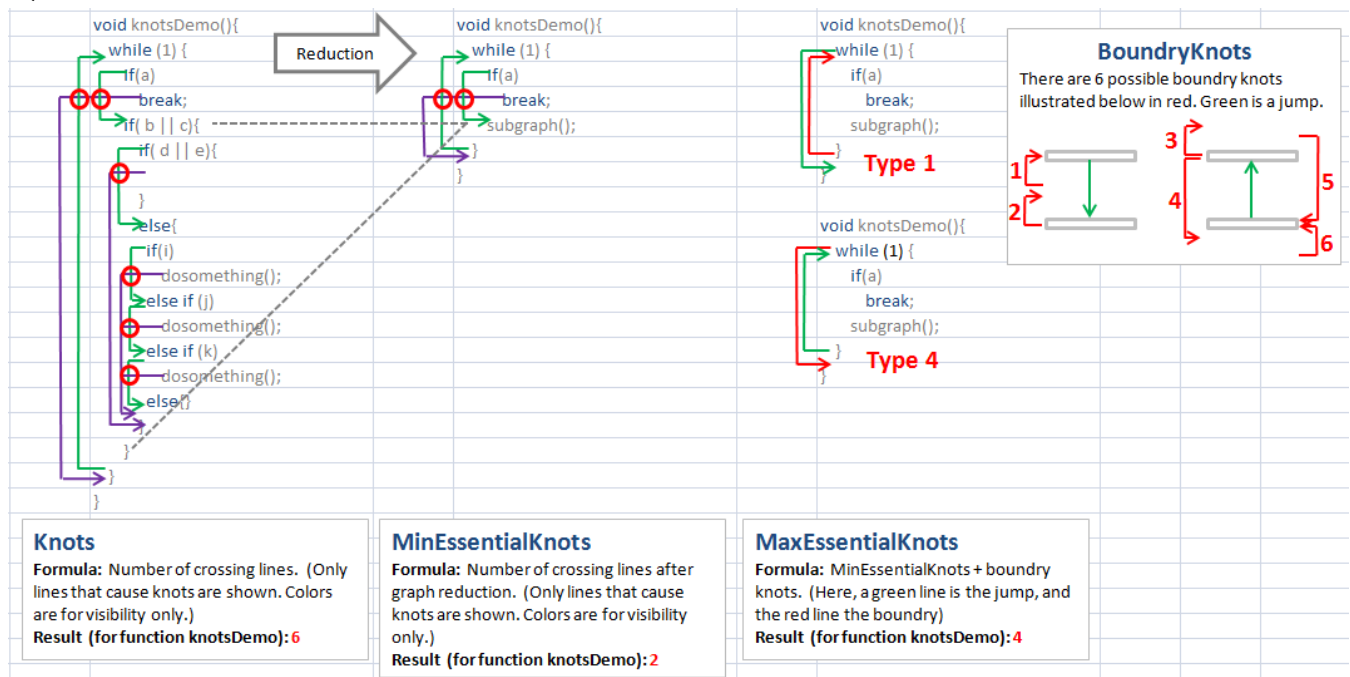 void knotsDemo(){
while (1) {
If(a)
break;
if( b || c){
if( d || e){
}
else{
if(i)
dosomething();
else if (j)
dosomething();
else if (k)
dosomething();
else{}
}
}
}
}
Reduction
void knotsDemo(){
while (1) {
If(a)
break;
subgraph();
}
}
void knotsDemo(){
while (1) {
if(a)
break;
subgraph();
}
Type 1
}
void knotsDemo(){
while (1) {
if(a)
break;
subgraph();
}
Type 4
}
BoundryKnots
There are 6 possible boundry knots
illustrated below in red. Green is a jump.
1
2
3
4
5
6
Knots
Formula: Number of crossing lines. (Only
lines that cause knots are shown. Colors
are for visibility only.)
Result (for function knotsDemo): 6
MinEssentialKnots
Formula: Number of crossing lines after
graph reduction. (Only lines that cause
knots are shown. Colors are for visibility
only.)
Result (for function knotsDemo): 2
MaxEssentialKnots
Formula: MinEssentialKnots + boundry
knots. (Here, a green line is the jump, and
the red line the boundry)
Result (for function knotsDemo): 4